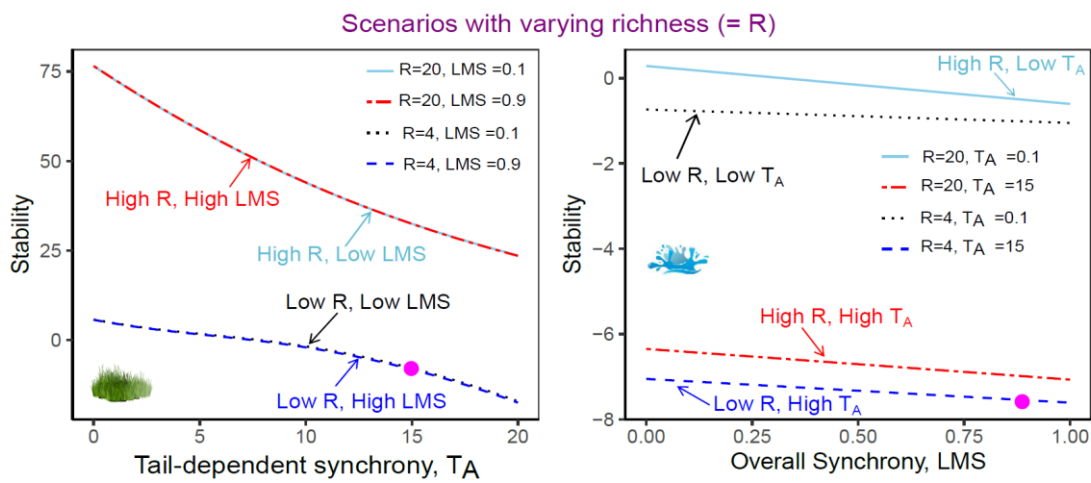 Scenarios with varying richness (= R)
Stability
75
50
25
0
R=20, LMS =0.1
R=20, LMS =0.9
R=4, LMS =0.1
R=4, LMS =0.9
High R, High LMS
High R, Low LMS
Low R, Low LMS
Low R, High LMS
0
5
10
15
20
Tail-dependent synchrony, TA
Stability
0
−2
−4
−6
−8
High R, Low TA
Low R, Low TA
R=20, TA =0.1
R=20, TA =15
R=4, TA =0.1
R=4, TA =15
High R, High TA
Low R, High TA
0.00
0.25
0.50
0.75
1.00
Overall Synchrony, LMS